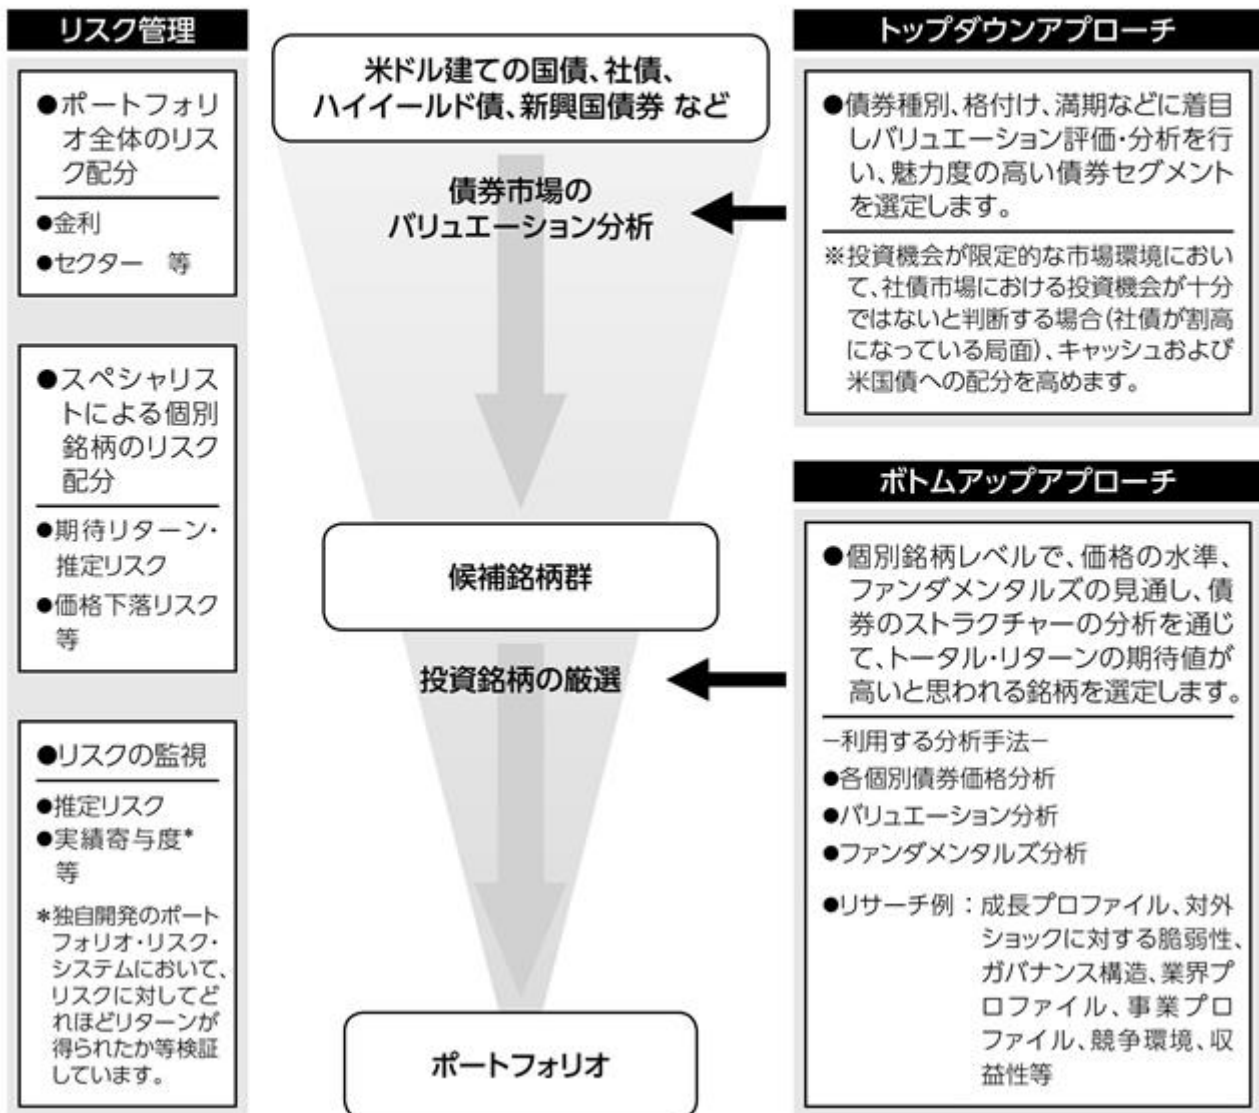 リスク管理
●ポートフォリ
オ全体のリス
ク配分
●金利
●セクター 等
●スペシャリス
トによる個別
銘柄のリスク
配分
●期待リターン・
推定リスク
●価格下落リスク
等
●リスクの監視
●推定リスク
●実績寄与度*
等
*独自開発のポート
フォリオ・リスク・
システムにおいて、
リスクに対してど
れほどリターンが
得られたか等検証
しています。
米ドル建ての国債、社債、
ハイイールド債、新興国債券 など
債券市場の
バリュエーション分析
候補銘柄群
投資銘柄の厳選
ポートフォリオ
トップダウンアプローチ
●債券種別、格付け、満期などに着目
しバリュエーション評価・分析を行
い、魅力度の高い債券セグメント
を選定します。
※投資機会が限定的な市場環境におい
て、社債市場における投資機会が十分
ではないと判断する場合(社債が割高
になっている局面)、キャッシュおよび
米国債への配分を高めます。
ボトムアップアプローチ
●個別銘柄レベルで、価格の水準、
ファンダメンタルズの見通し、債
券のストラクチャーの分析を通じ
て、トータル・リターンの期待値が
高いと思われる銘柄を選定します。
−利用する分析手法−
●各個別債券価格分析
●バリュエーション分析
●ファンダメンタルズ分析
●リサーチ例：成長プロファイル、対外
ショックに対する脆弱性、
ガバナンス構造、業界プ
ロファイル、事業プロ
ファイル、競争環境、収
益性等